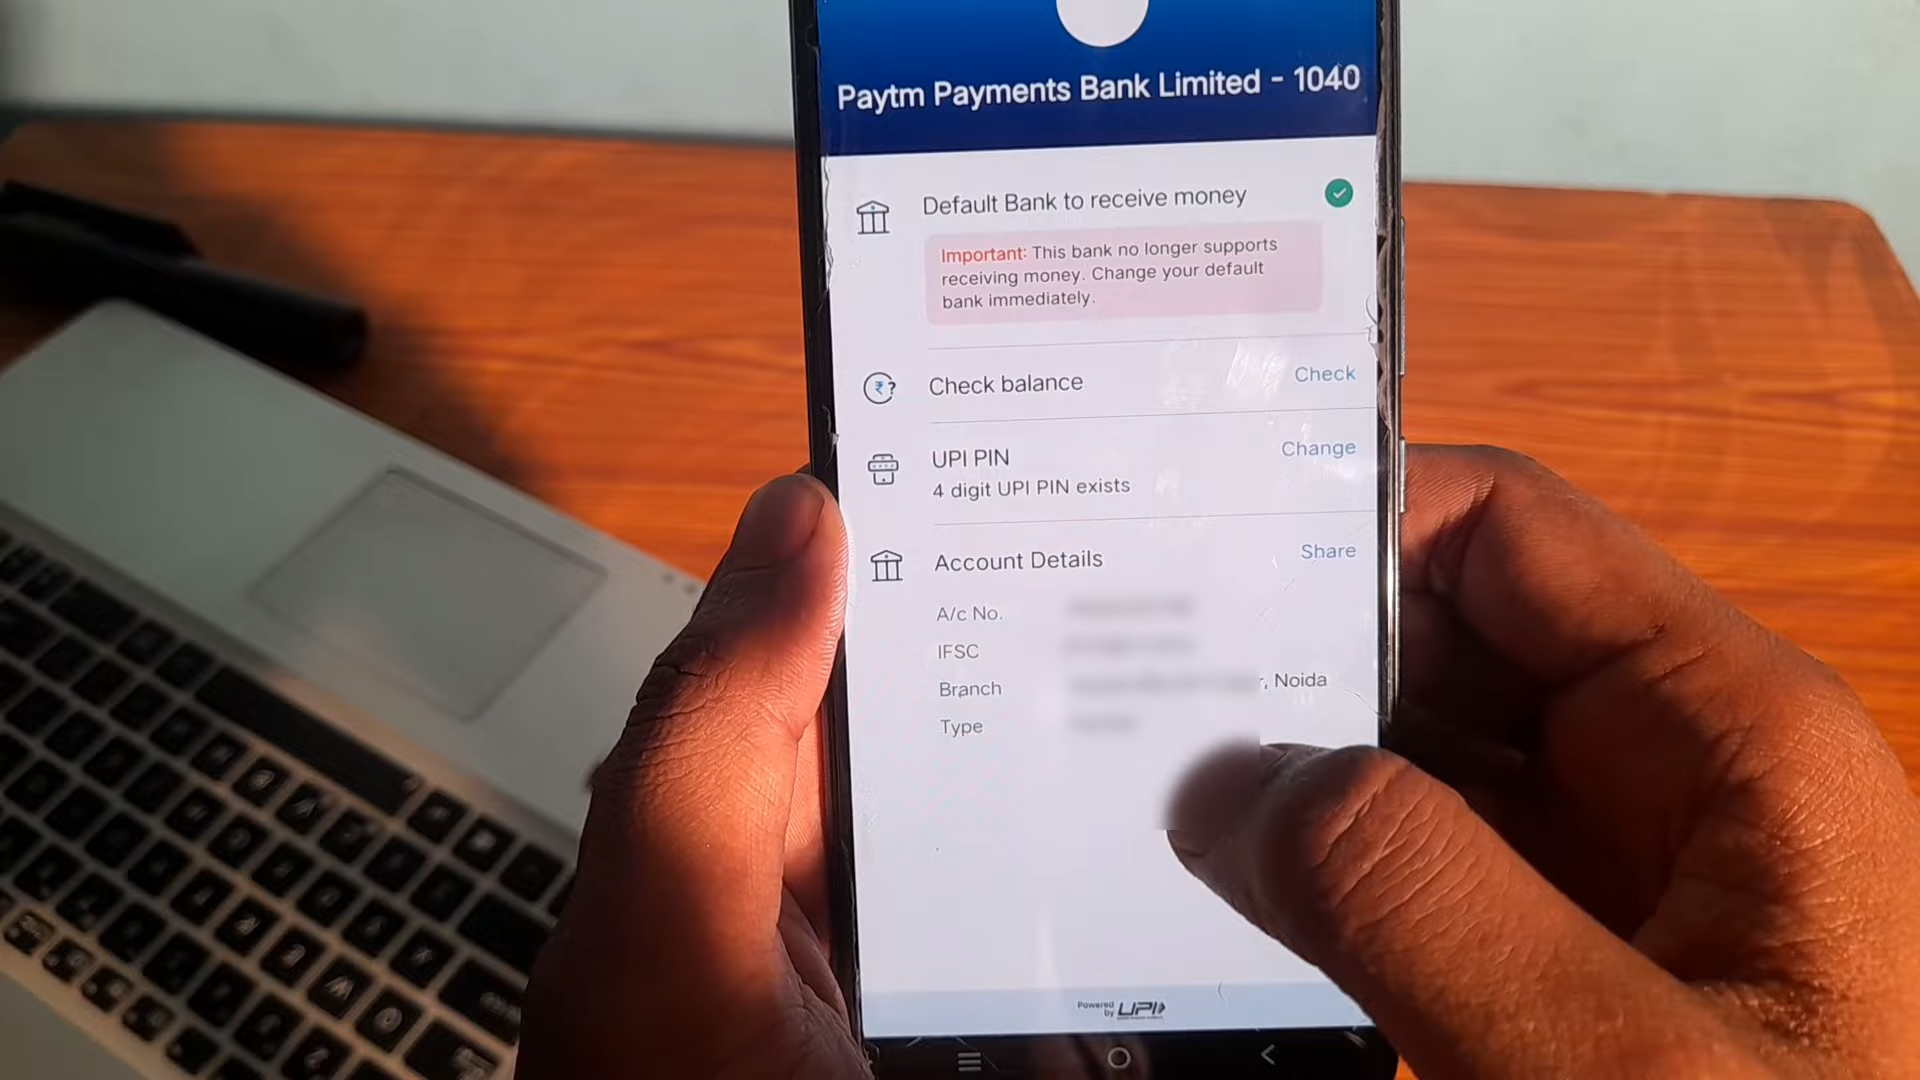 Paytm Payments Bank Limited - 1040
Default Bank to receive money
Important: This bank no longer supports
receiving money. Change your default
bank immediately.
Check balance
Check
UPI PIN
Change
4 digit UPI PIN exists
Account Details
Share
A/c No.
IFSC
Branch
, Noida
Type
Powered
by UPI